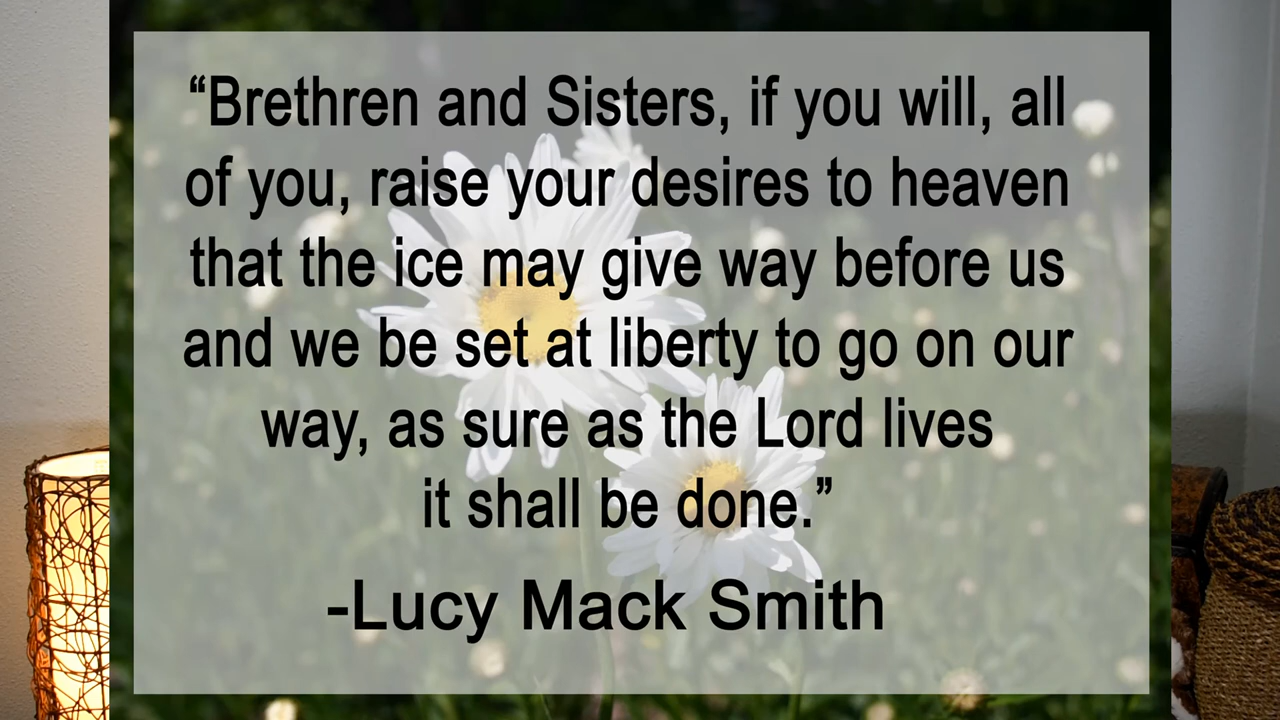 “Brethren and Sisters, if you will, all
of you, raise your desires to heaven
that the ice may give way before us
and we be set at liberty to go on our
way, as sure as the Lord lives
it shall be done.”
-Lucy Mack Smith